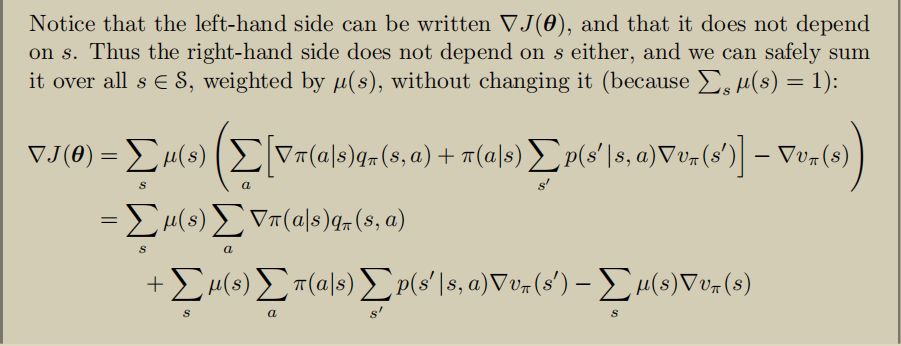 Notice that the left-hand side can be written ∇J(θ), and that it does not depend
on s. Thus the right-hand side does not depend on s either, and we can safely sum
it over all s ∈ 𝒮, weighted by μ(s), without changing it (because ∑ₛ μ(s) = 1):
∇J(θ) = ∑_s μ(s) ( ∑_a [ ∇π(a|s)q_π(s, a) + π(a|s) ∑_{s′} p(s′|s, a)∇v_π(s′) ] − ∇v_π(s) )
= ∑_s μ(s) ∑_a ∇π(a|s)q_π(s, a)
+ ∑_s μ(s) ∑_a π(a|s) ∑_{s′} p(s′|s, a)∇v_π(s′) − ∑_s μ(s)∇v_π(s)